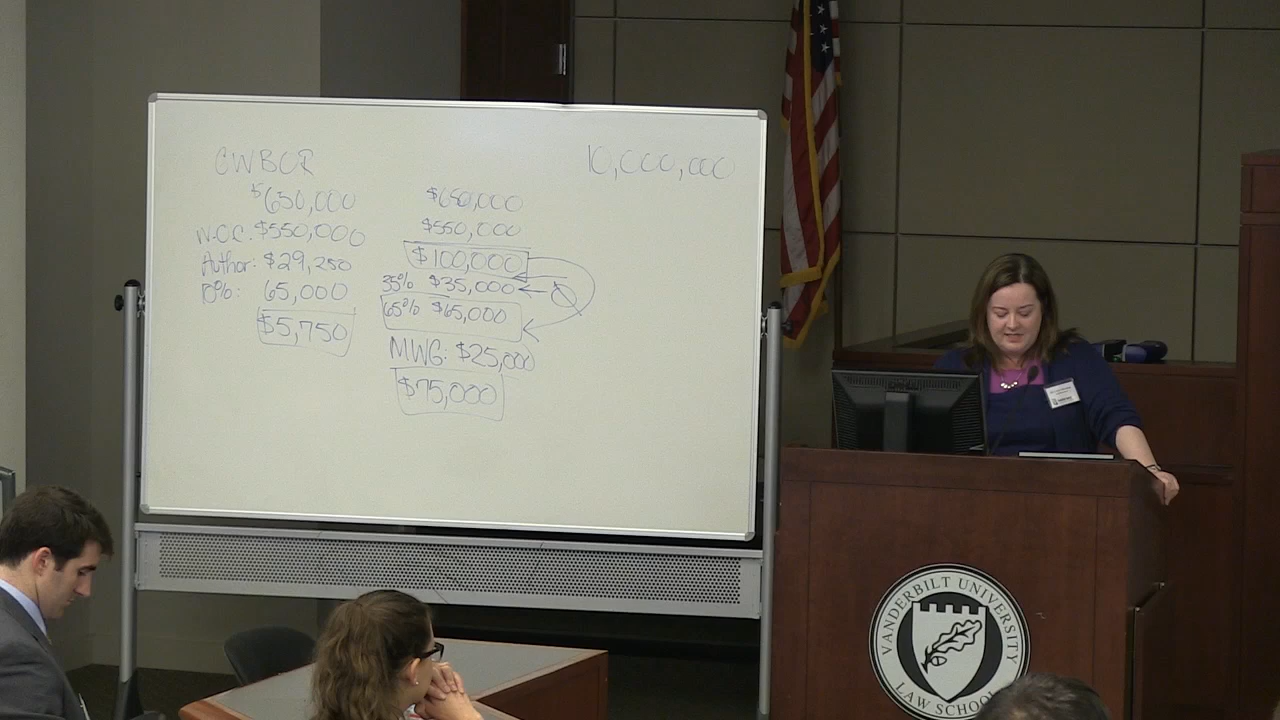 GWBCR
$650,000
N.C.C: $550,000
Author: $29,250
10%: 65,000
$5,750
$650,000
$550,000
$100,000
35% $35,000
65% $65,000
MWG: $25,000
$75,000
10,000,000
VANDERBILT UNIVERSITY
LAW SCHOOL